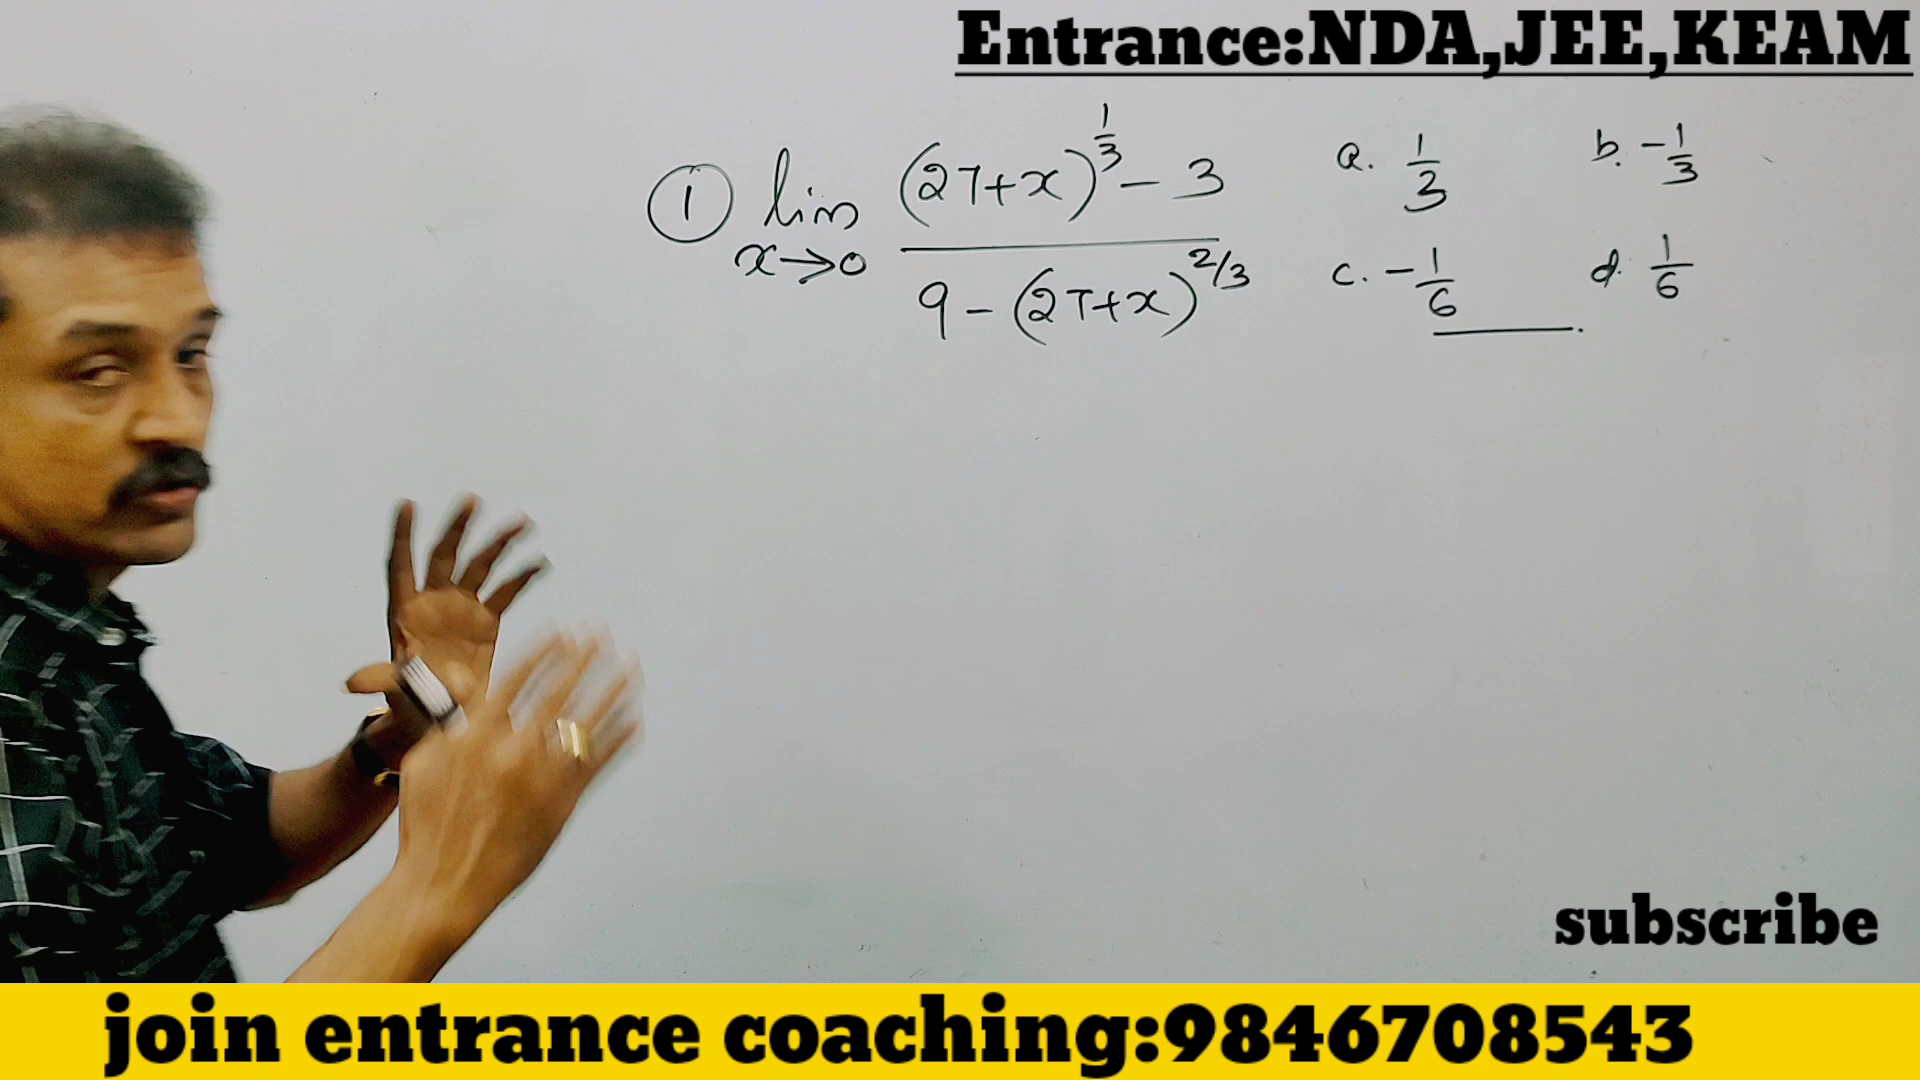 Entrance:NDA,JEE,KEAM
① lim x→0 ((27+x)^(1/3) - 3) / (9 - (27+x)^(2/3))
a. 1/3 b. -1/3
c. -1/6 d. 1/6
subscribe
join entrance coaching:9846708543